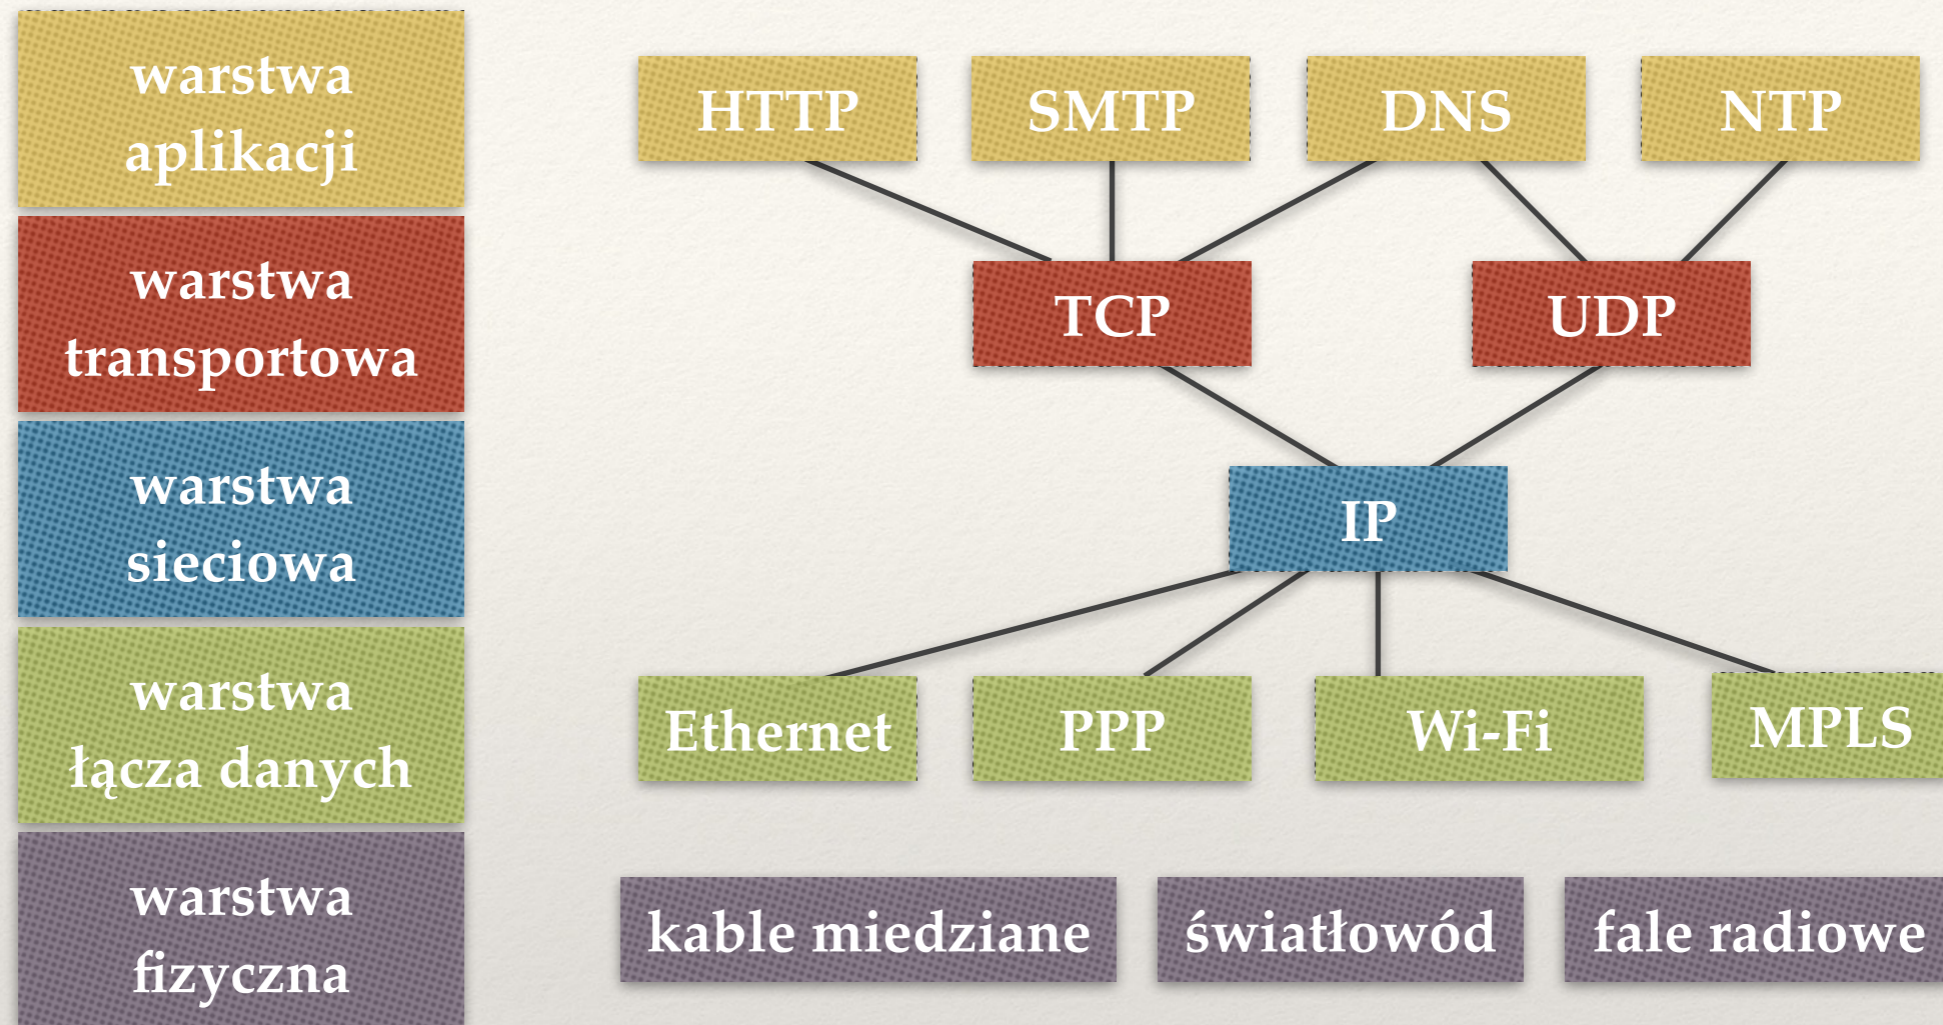 warstwa
aplikacji
HTTP
SMTP
DNS
NTP
warstwa
transportowa
TCP
UDP
warstwa
sieciowa
IP
warstwa
łącza danych
Ethernet
PPP
Wi-Fi
MPLS
warstwa
fizyczna
kable miedziane
światłowód
fale radiowe